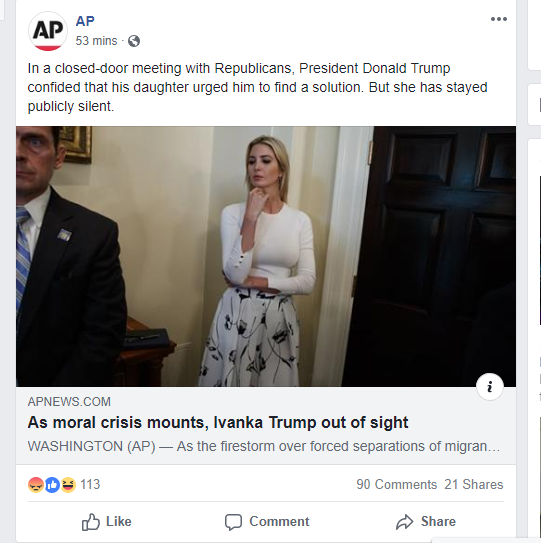 AP
AP
53 mins ·
In a closed-door meeting with Republicans, President Donald Trump
confided that his daughter urged him to find a solution. But she has stayed
publicly silent.
i
APNEWS.COM
As moral crisis mounts, Ivanka Trump out of sight
WASHINGTON (AP) — As the firestorm over forced separations of migran...
113
90 Comments 21 Shares
Like Comment Share